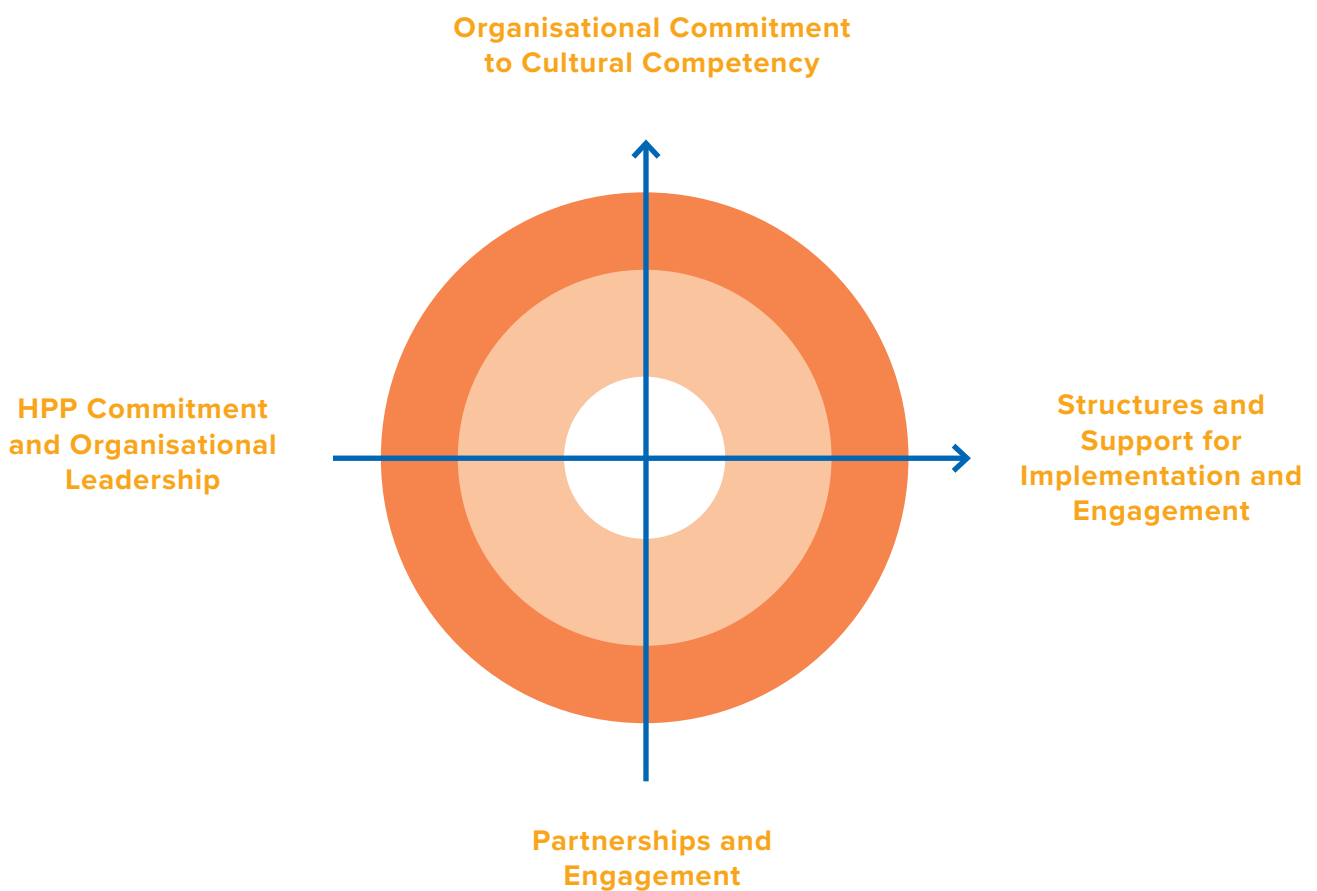 Organisational Commitment
to Cultural Competency
HPP Commitment
and Organisational
Leadership
Structures and
Support for
Implementation and
Engagement
Partnerships and
Engagement